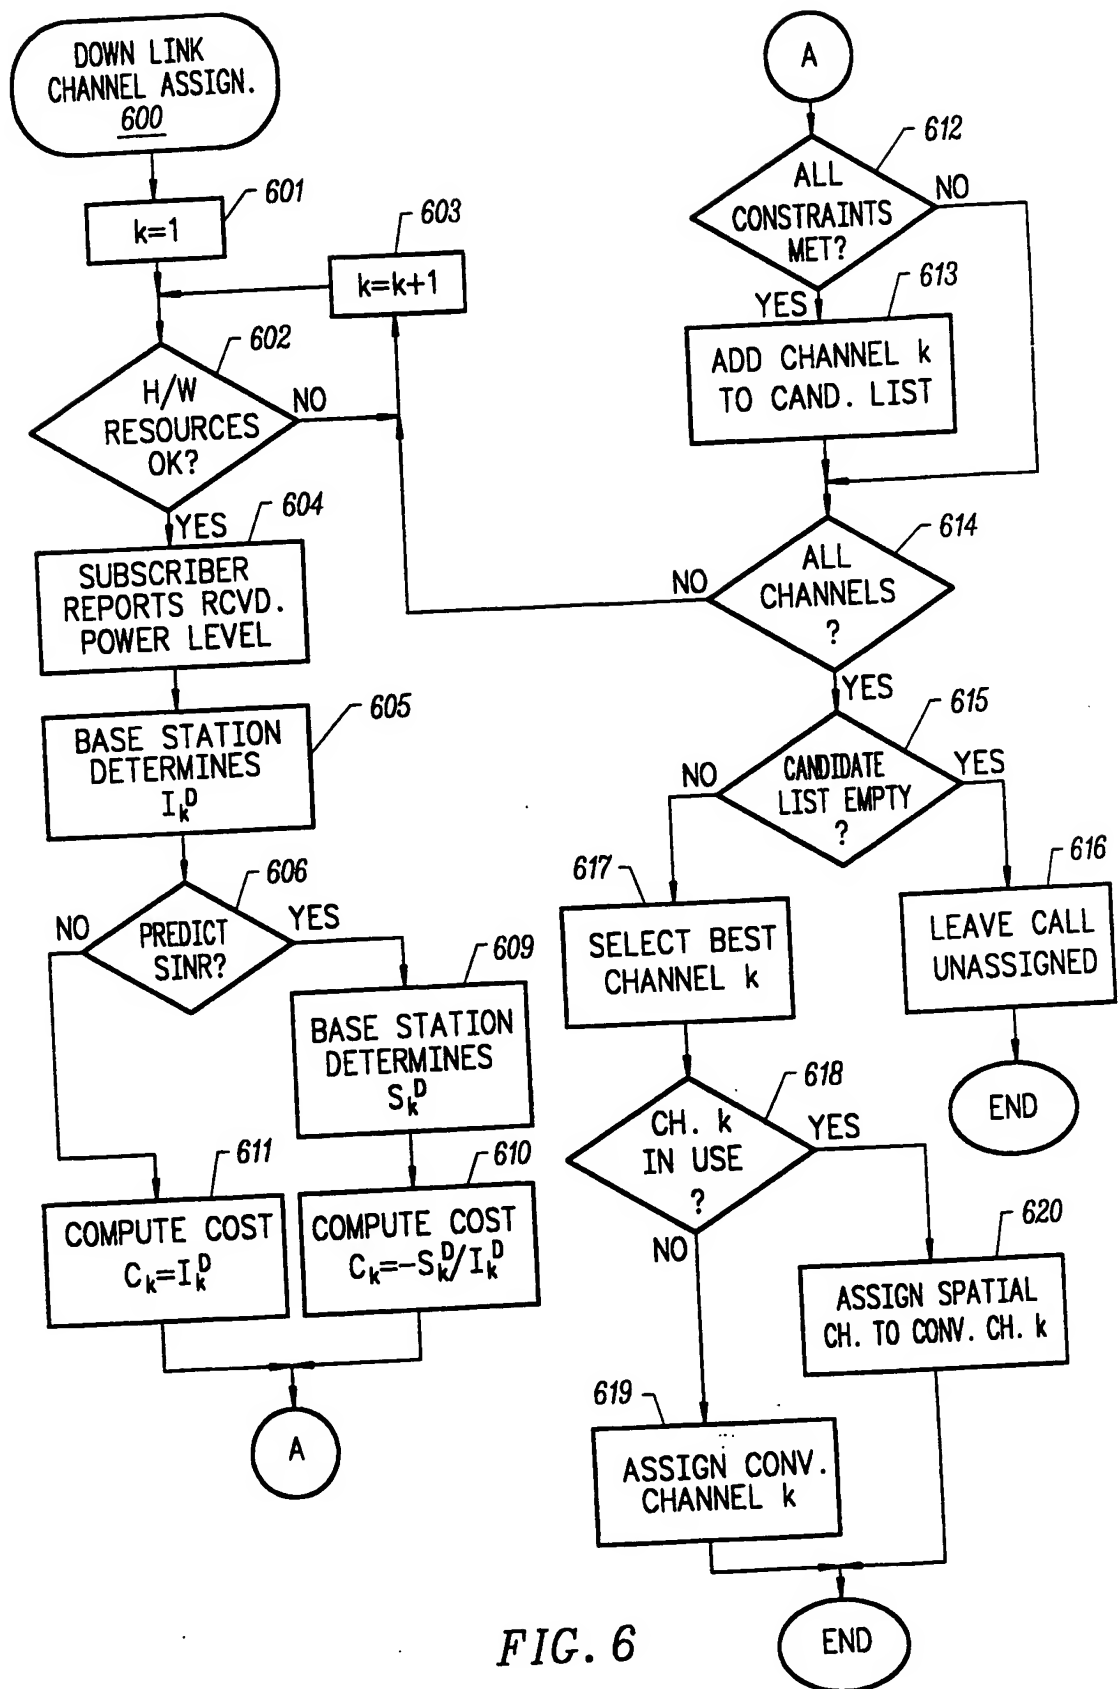 DOWN LINK
CHANNEL ASSIGN.
600
601
k=1
603
k=k+1
602
H/W
RESOURCES
OK?
NO
YES
604
SUBSCRIBER
REPORTS RCVD.
POWER LEVEL
605
BASE STATION
DETERMINES
I_k^D
606
PREDICT
SINR?
NO
YES
609
BASE STATION
DETERMINES
S_k^D
611
COMPUTE COST
C_k=I_k^D
610
COMPUTE COST
C_k=-S_k^D/I_k^D
A
A
612
ALL
CONSTRAINTS
MET?
NO
YES
613
ADD CHANNEL k
TO CAND. LIST
614
ALL
CHANNELS
?
NO
YES
615
CANDIDATE
LIST EMPTY
?
NO
YES
617
SELECT BEST
CHANNEL k
616
LEAVE CALL
UNASSIGNED
END
618
CH. k
IN USE
?
YES
NO
620
ASSIGN SPATIAL
CH. TO CONV. CH. k
619
ASSIGN CONV.
CHANNEL k
END
FIG. 6